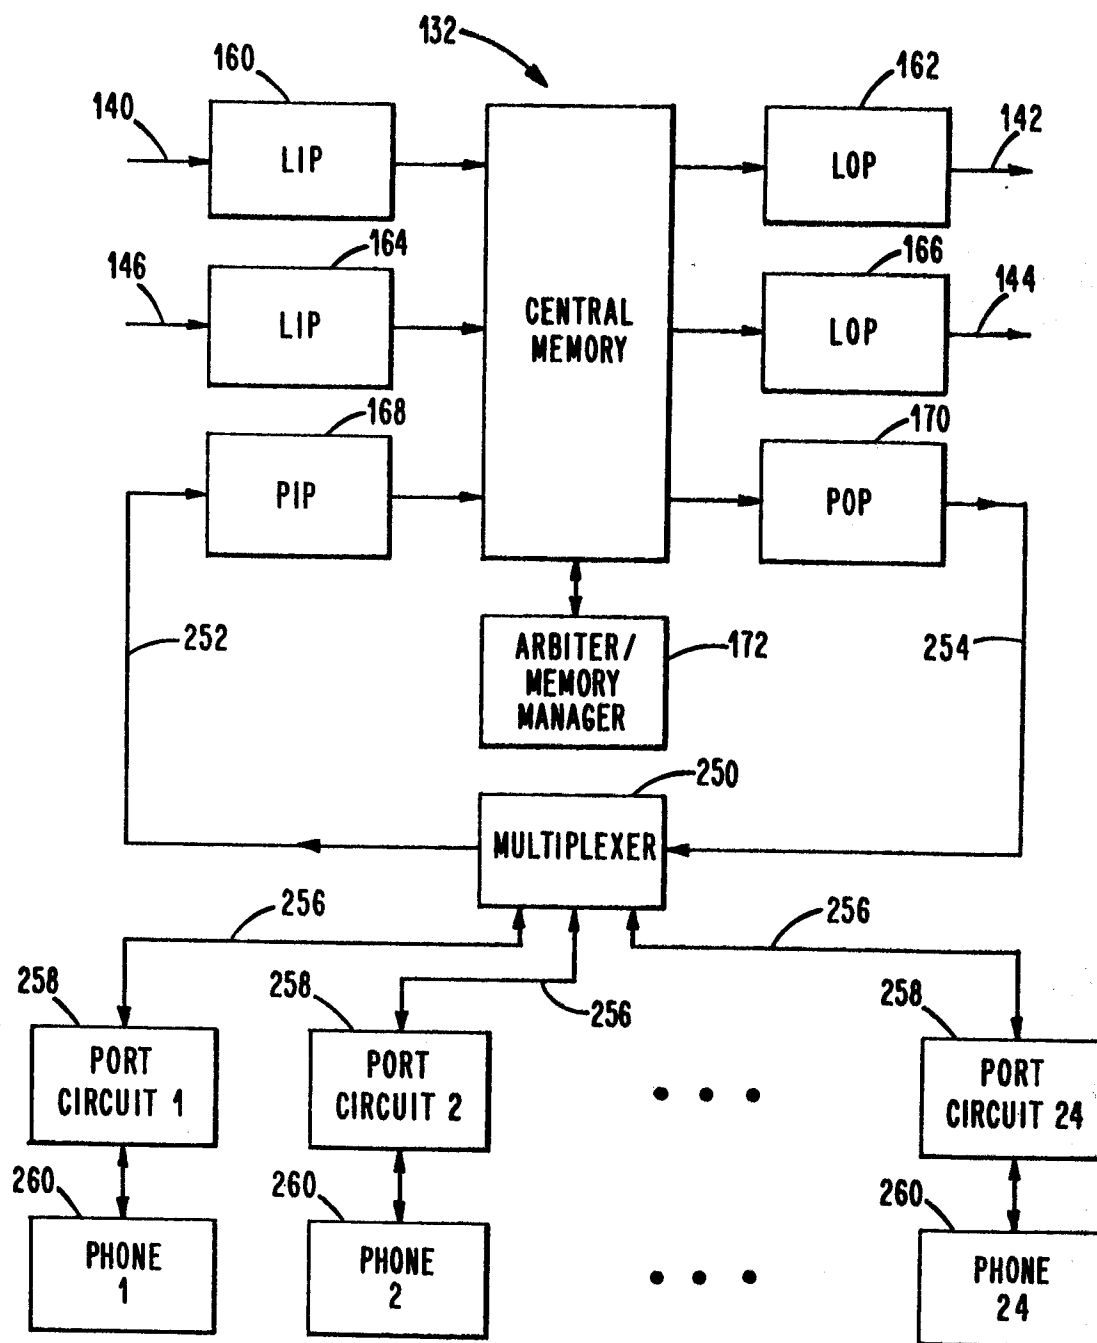 132
160
162
140
LIP
LOP
142
164
166
146
LIP
CENTRAL
MEMORY
LOP
144
168
170
PIP
POP
252
ARBITER/
MEMORY
MANAGER
172
254
250
MULTIPLEXER
256
256
258
258
256
258
PORT
CIRCUIT 1
PORT
CIRCUIT 2
PORT
CIRCUIT 24
260
260
260
PHONE
1
PHONE
2
PHONE
24